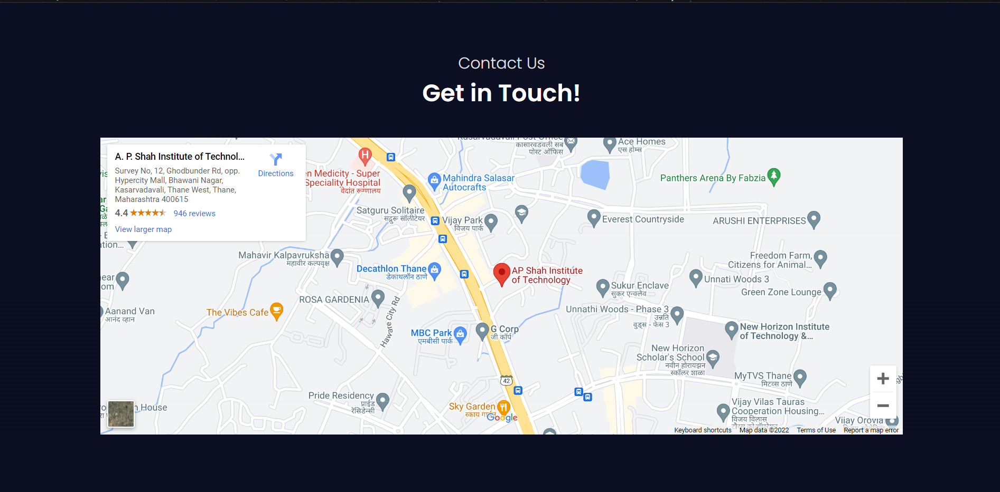 Contact Us
Get in Touch!
A. P. Shah Institute of Technol...
Survey No, 12, Ghodbunder Rd, opp.
Hypercity Mall, Bhawani Nagar,
Kasarvadavali, Thane West, Thane,
Maharashtra 400615
4.4
946 reviews
View larger map
Directions
H
en Medicity - Super
Speciality Hospital
वेदांत रूग्णालय
Kasarvadavali Post Office
कासारवडवली सब
पोस्ट ऑफिस
Ace Homes
एस होम्स
Mahindra Salasar
Autocrafts
Panthers Arena By Fabzia
Satguru Solitaire
सद्गुरू सॉलीटेयर
Vijay Park
विजय पार्क
Everest Countryside
ARUSHI ENTERPRISES
ation...
Mahavir Kalpavruksha
महावीर कल्पवृक्ष
Freedom Farm,
Citizens for Animal...
Decathlon Thane
डेकाथलॉन ठाणे
AP Shah Institute
of Technology
Unnati Woods 3
ear
om
Sukur Enclave
सुकर एन्क्लेव
Green Zone Lounge
ROSA GARDENIA
Aanand Van
आनंद व्हान
The Vibes Cafe
Haware City Rd
Unnathi Woods - Phase 3
उन्नति
वुड्स - फेस 3
MBC Park
एमबीसी पार्क
G Corp
जी कॉर्प
New Horizon Institute
of Technology &...
New Horizon
Scholar's School
नवीन होरायझन
स्कॉलर शाळा
42
MyTVS Thane
मिटव्स ठाणे
Pride Residency
प्राईड
रेसिडेन्सी
Sky Garden
स्काय गार्डन
Google
House
Vijay Vilas Tauras
Cooperation Housing...
विजय विलास
Vijay Orovia
Keyboard shortcuts
Map data ©2022
Terms of Use
Report a map error